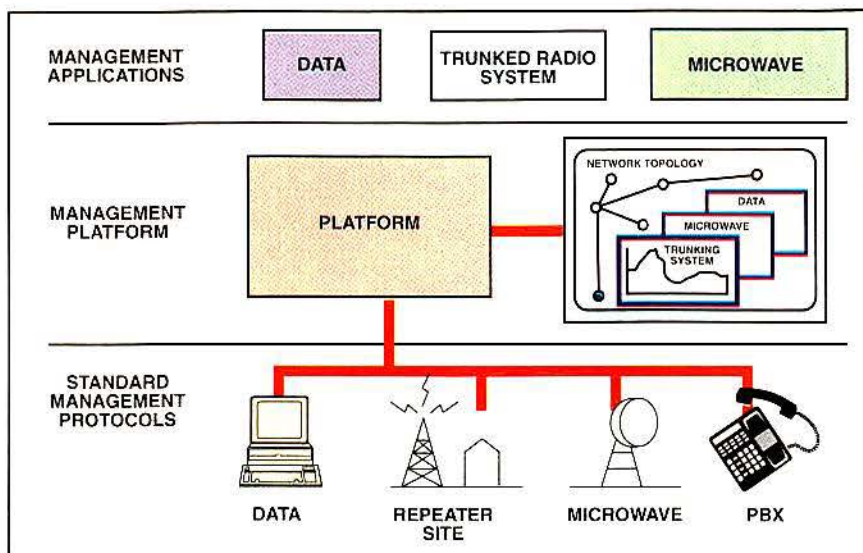 MANAGEMENT
APPLICATIONS
DATA
TRUNKED RADIO
SYSTEM
MICROWAVE
MANAGEMENT
PLATFORM
PLATFORM
NETWORK TOPOLOGY
DATA
MICROWAVE
TRUNKING
SYSTEM
STANDARD
MANAGEMENT
PROTOCOLS
DATA
REPEATER
SITE
MICROWAVE
PBX